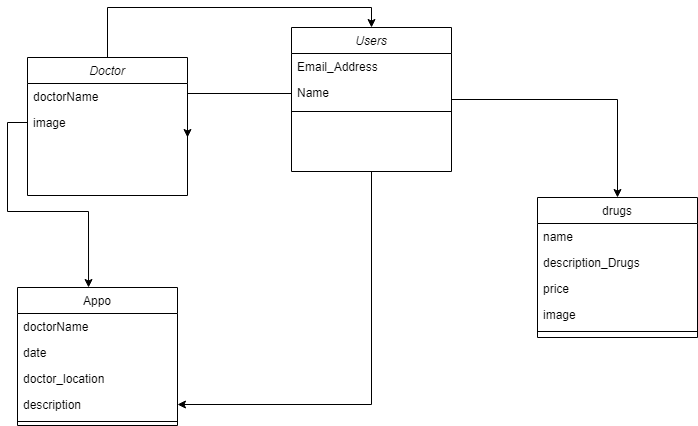 Users
Email_Address
Name
Doctor
doctorName
image
drugs
name
description_Drugs
price
image
Appo
doctorName
date
doctor_location
description